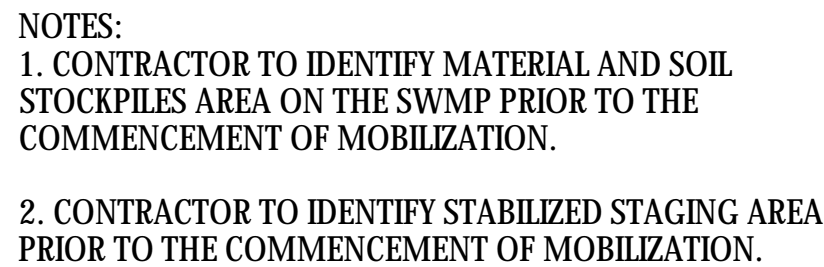 NOTES:
1. CONTRACTOR TO IDENTIFY MATERIAL AND SOIL
STOCKPILES AREA ON THE SWMP PRIOR TO THE
COMMENCEMENT OF MOBILIZATION.
2. CONTRACTOR TO IDENTIFY STABILIZED STAGING AREA
PRIOR TO THE COMMENCEMENT OF MOBILIZATION.